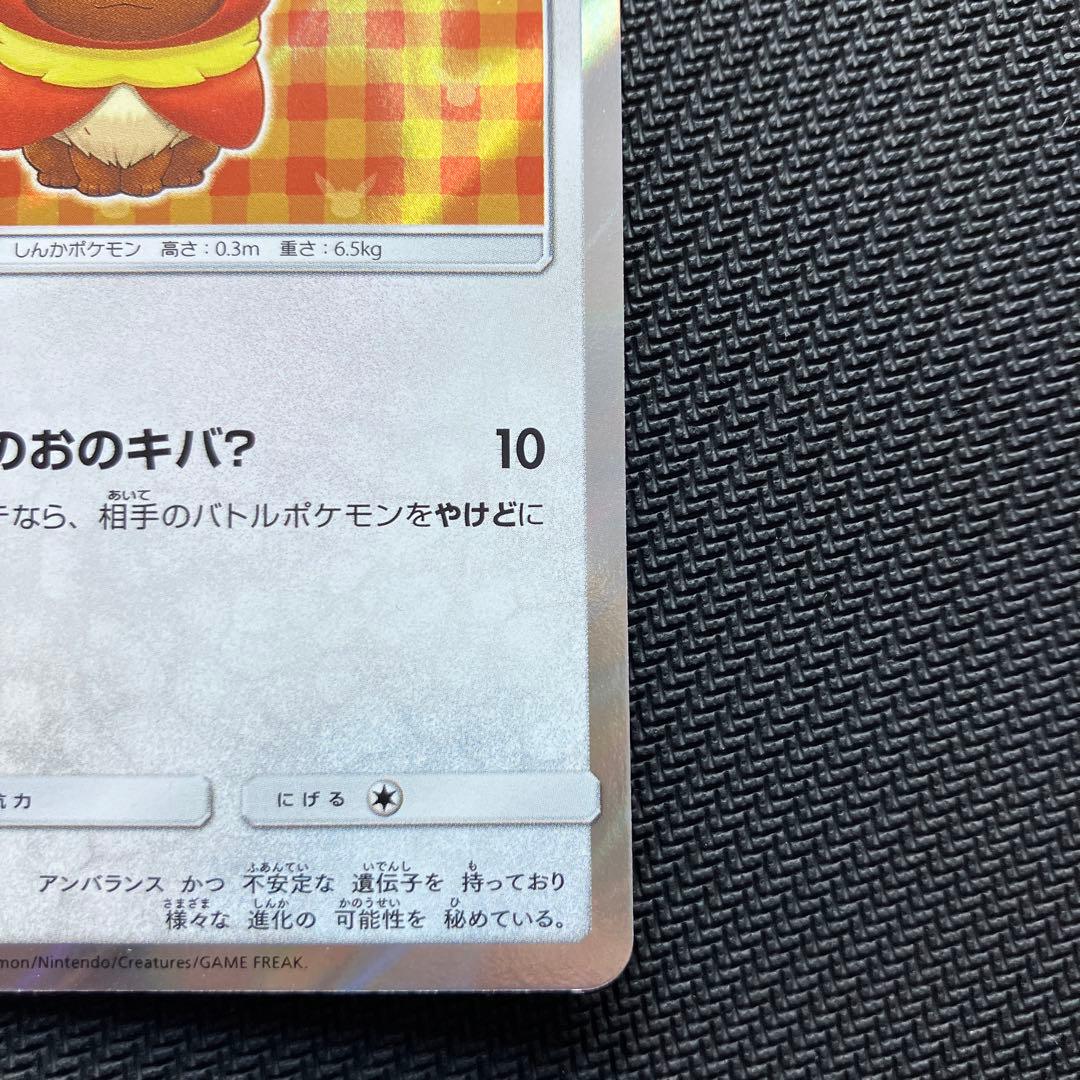 しんかポケモン 高さ:0.3m 重さ:6.5kg
のおのキバ? 10
あいて
なら、相手のバトルポケモンをやけどに
抗力
にげる
ふあんてい いでんし も
アンバランス かつ 不安定な 遺伝子を 持っており
さまざま しんか かのうせい ひ
様々な 進化の 可能性を 秘めている。
mon/Nintendo/Creatures/GAME FREAK.